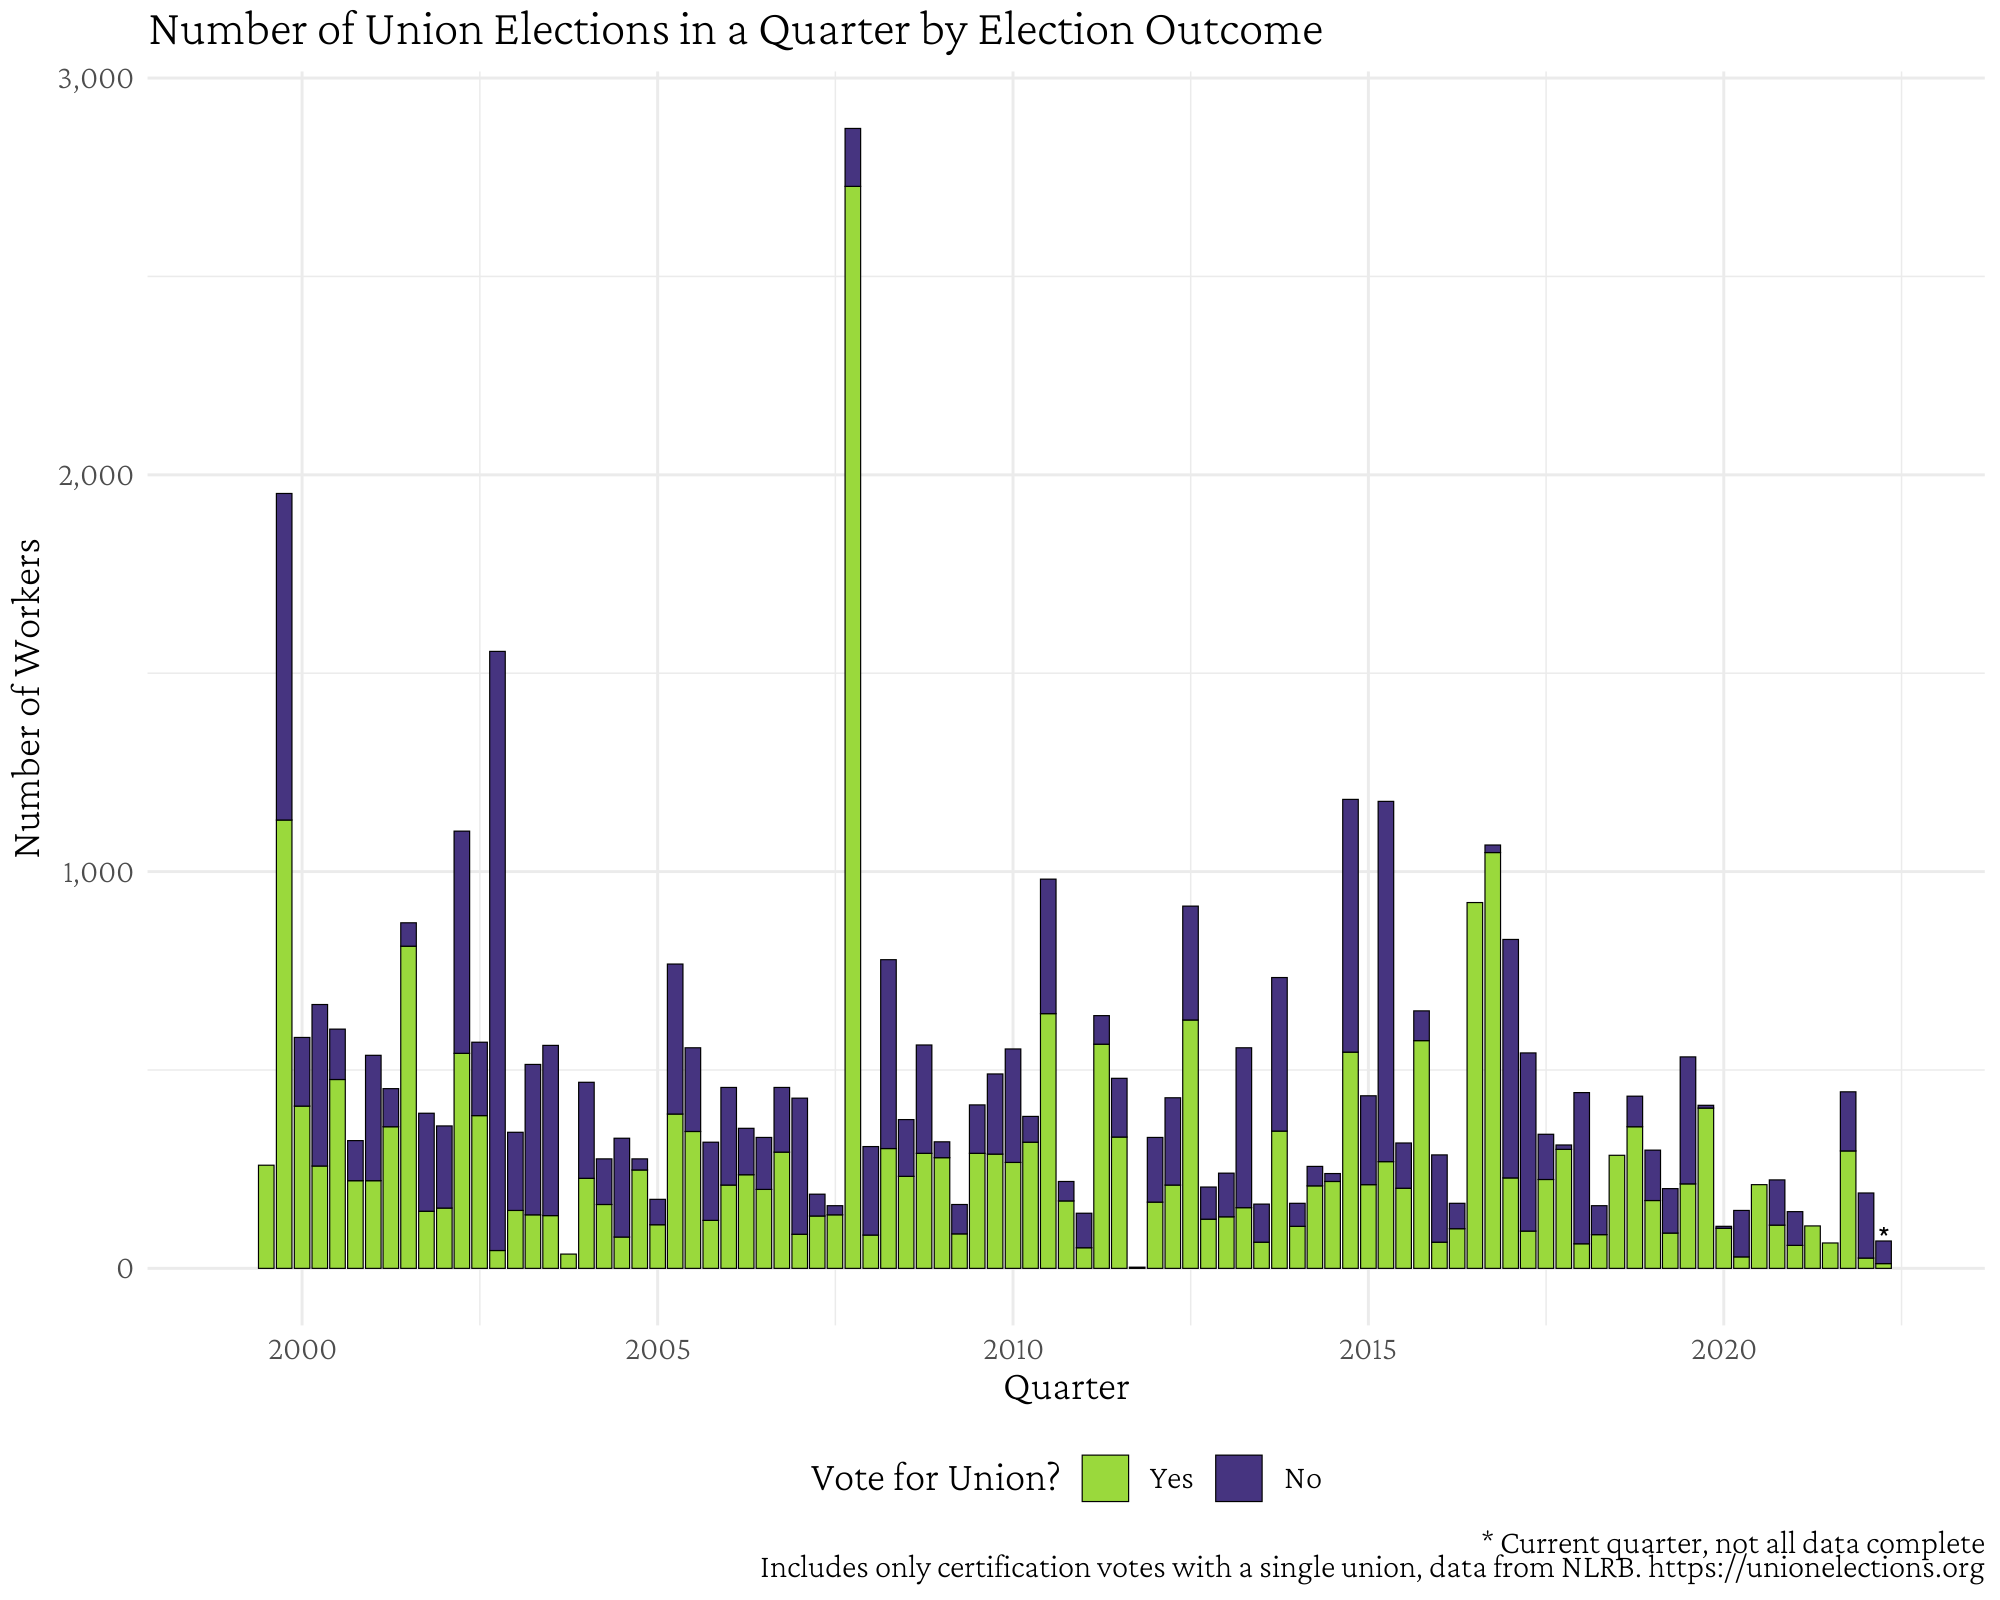 Number of Union Elections in a Quarter by Election Outcome
3,000
2,000
1,000
0
Number of Workers
2000 2005 2010 2015 2020
*
Quarter
Vote for Union? Yes No
* Current quarter, not all data complete
Includes only certification votes with a single union, data from NLRB. https://unionelections.org